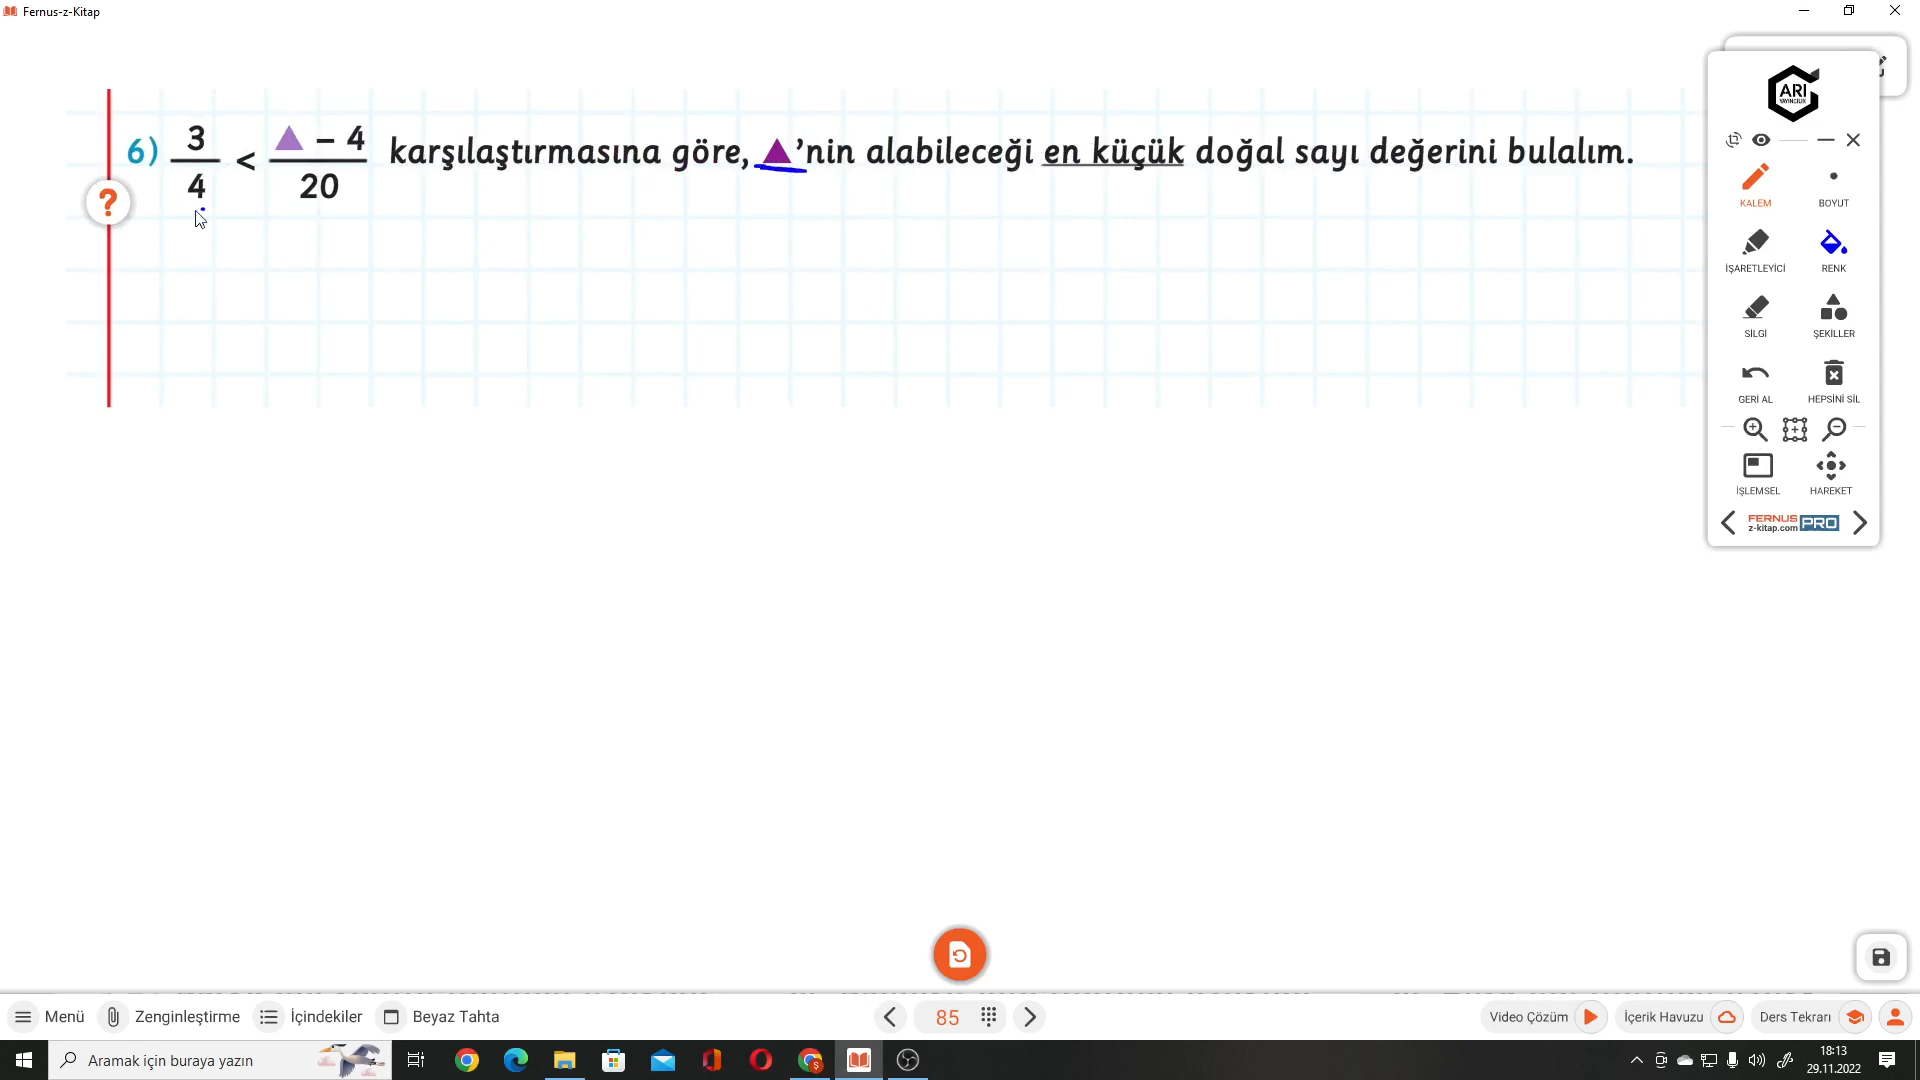 Fernus-z-Kitap
ARI
YAYINCILIK
6) 3/4 < ▲ − 4/20 karşılaştırmasına göre, ▲'nin alabileceği en küçük doğal sayı değerini bulalım.
?
KALEM BOYUT
İŞARETLEYİCİ RENK
SİLGİ ŞEKİLLER
GERİ AL HEPSİNİ SİL
İŞLEMSEL HAREKET
FERNUS PRO
z-kitap.com
Menü Zenginleştirme İçindekiler Beyaz Tahta 85 Video Çözüm İçerik Havuzu Ders Tekrarı
Aramak için buraya yazın
18:13
29.11.2022